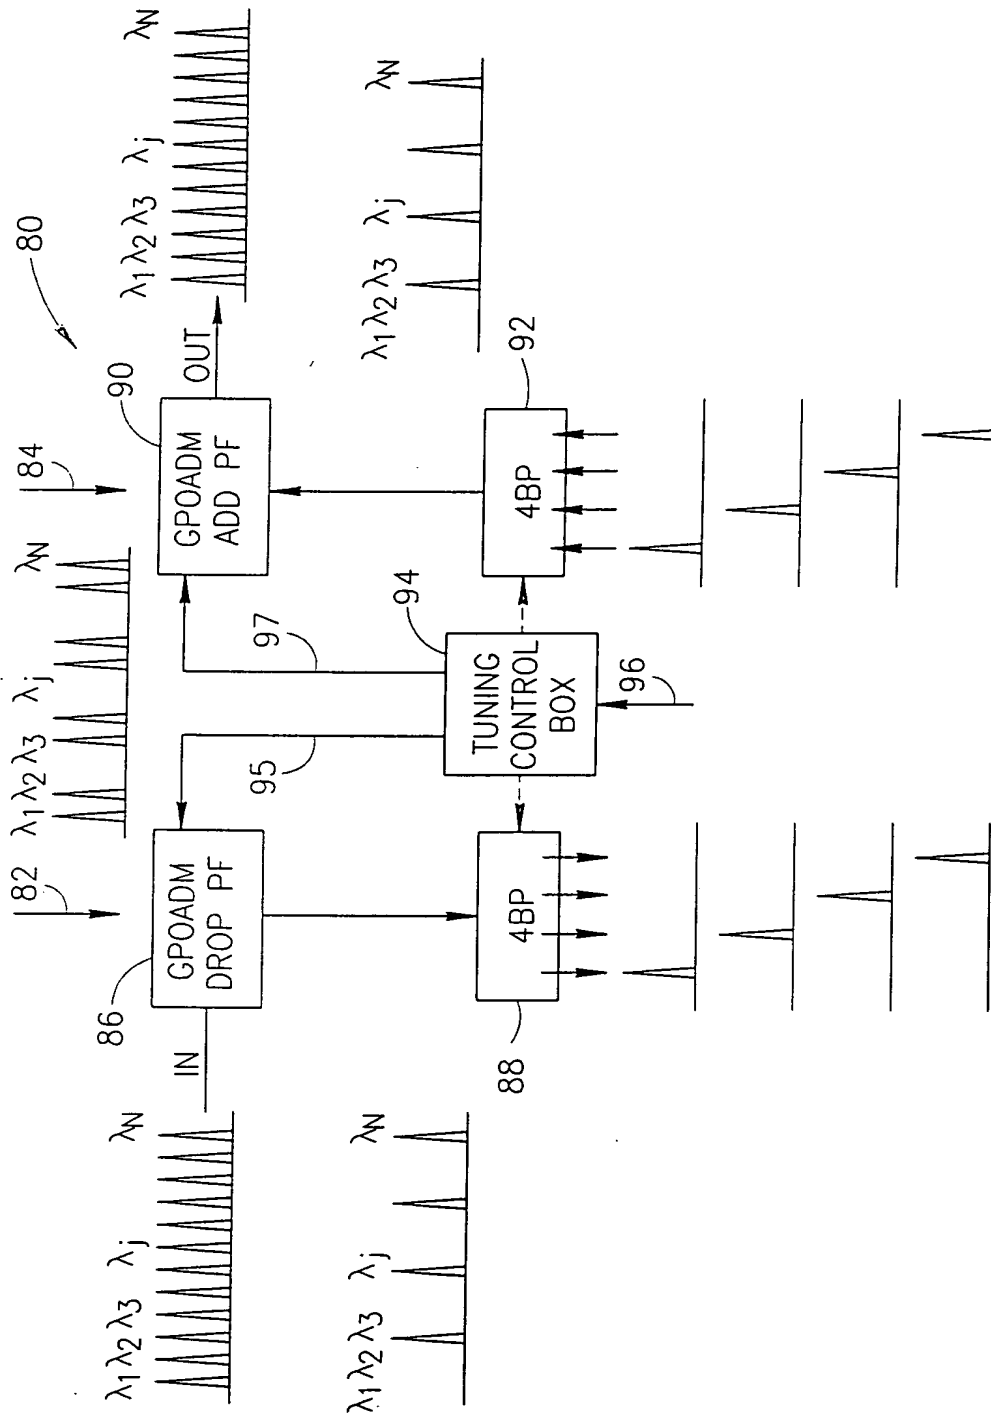 80
82
84
λ1 λ2 λ3 λj λN
λ1 λ2 λ3 λj λN
λ1 λ2 λ3 λj λN
IN
86
GPOADM
DROP PF
95
97
90
GPOADM
ADD PF
OUT
λ1 λ2 λ3 λj λN
λ1 λ2 λ3 λj λN
88
4BP
94
TUNING
CONTROL
BOX
96
92
4BP